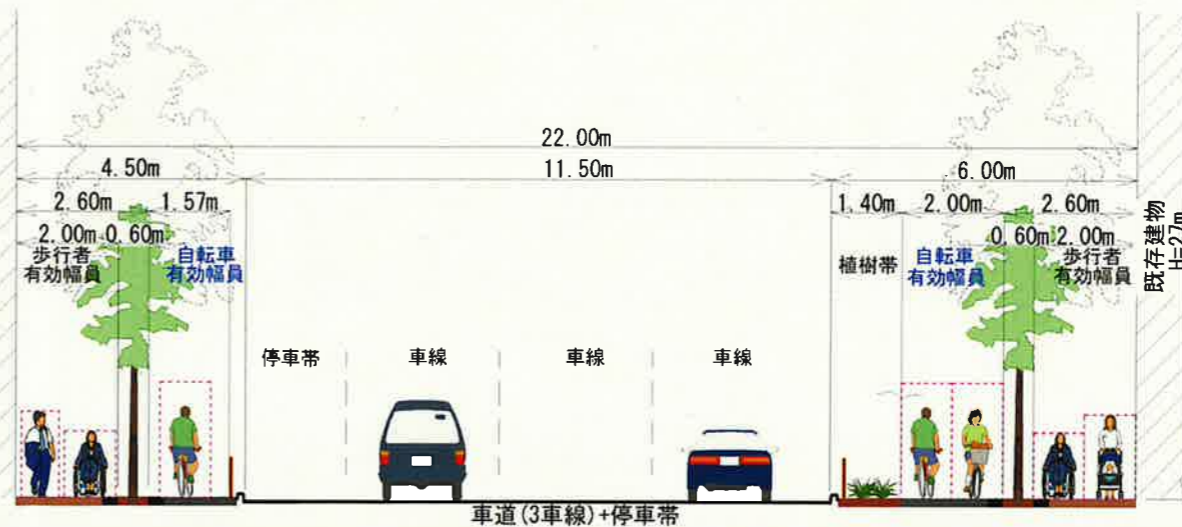 22.00m
4.50m
11.50m
6.00m
2.60m
1.57m
1.40m
2.00m
2.60m
2.00m
0.60m
0.60m
2.00m
歩行者
有効幅員
自転車
有効幅員
植樹帯
自転車
有効幅員
歩行者
有効幅員
既存建物
H=27m
停車帯
車線
車線
車線
車道(3車線)+停車帯